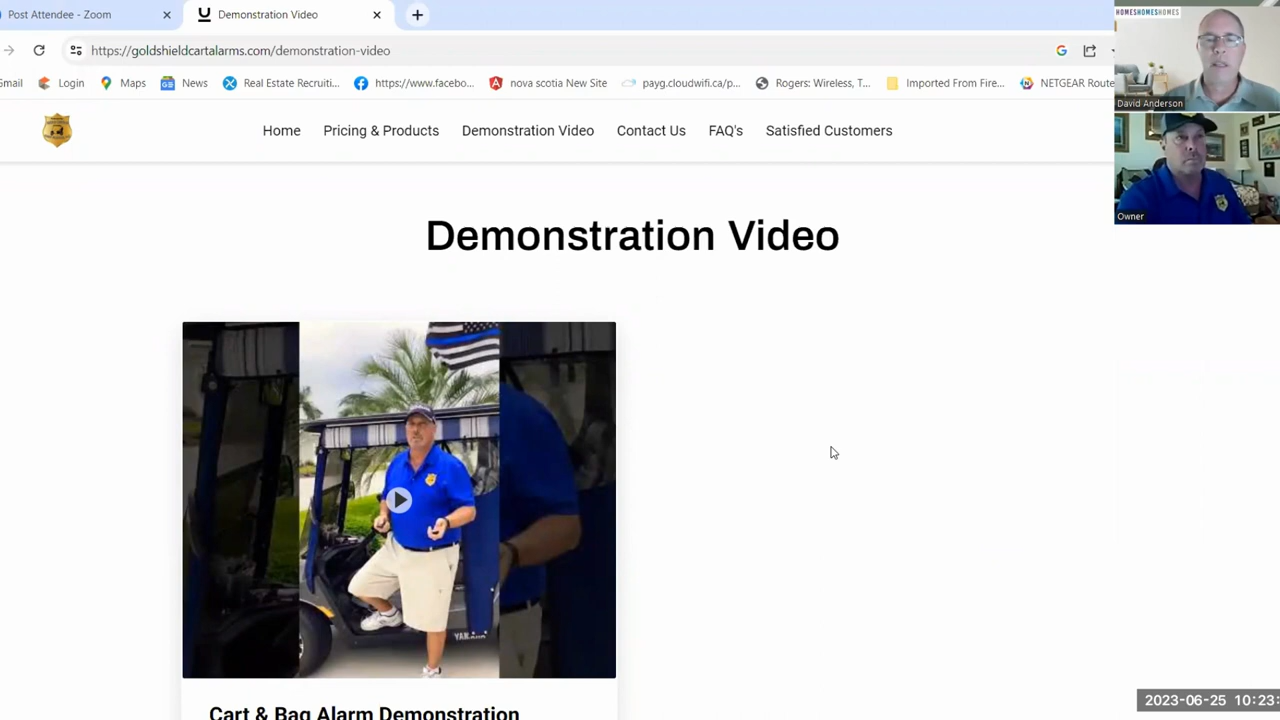 Post Attendee - Zoom
Demonstration Video
https://goldshieldcartalarms.com/demonstration-video
Gmail
Login
Maps
News
Real Estate Recruiti...
https://www.facebo...
nova scotia New Site
payg.cloudwifi.ca/p...
Rogers: Wireless, T...
Imported From Fire...
NETGEAR Route
Home
Pricing & Products
Demonstration Video
Contact Us
FAQ's
Satisfied Customers
HOMESHOMESHOMES
David Anderson
Owner
Demonstration Video
YAMAHA
Cart & Bag Alarm Demonstration
2023-06-25 10:23: